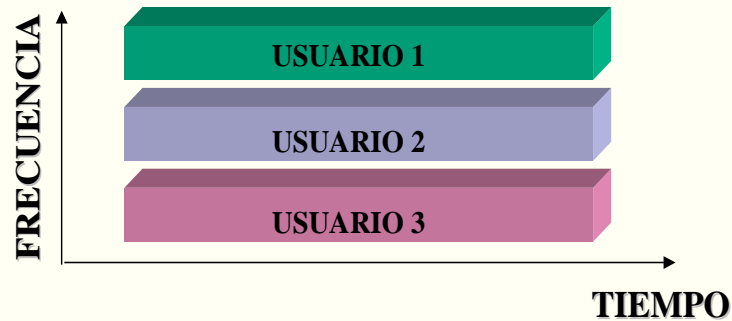 FRECUENCIA
USUARIO 1
USUARIO 2
USUARIO 3
TIEMPO